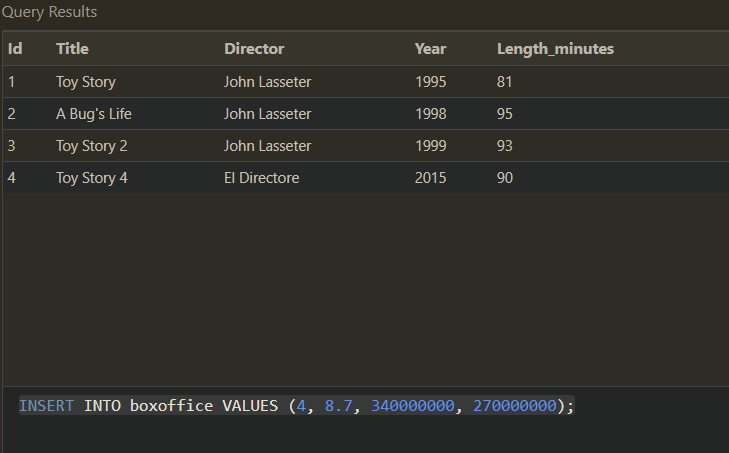 Query Results
Id Title Director Year Length_minutes
1 Toy Story John Lasseter 1995 81
2 A Bug's Life John Lasseter 1998 95
3 Toy Story 2 John Lasseter 1999 93
4 Toy Story 4 El Directore 2015 90
INSERT INTO boxoffice VALUES (4, 8.7, 340000000, 270000000);